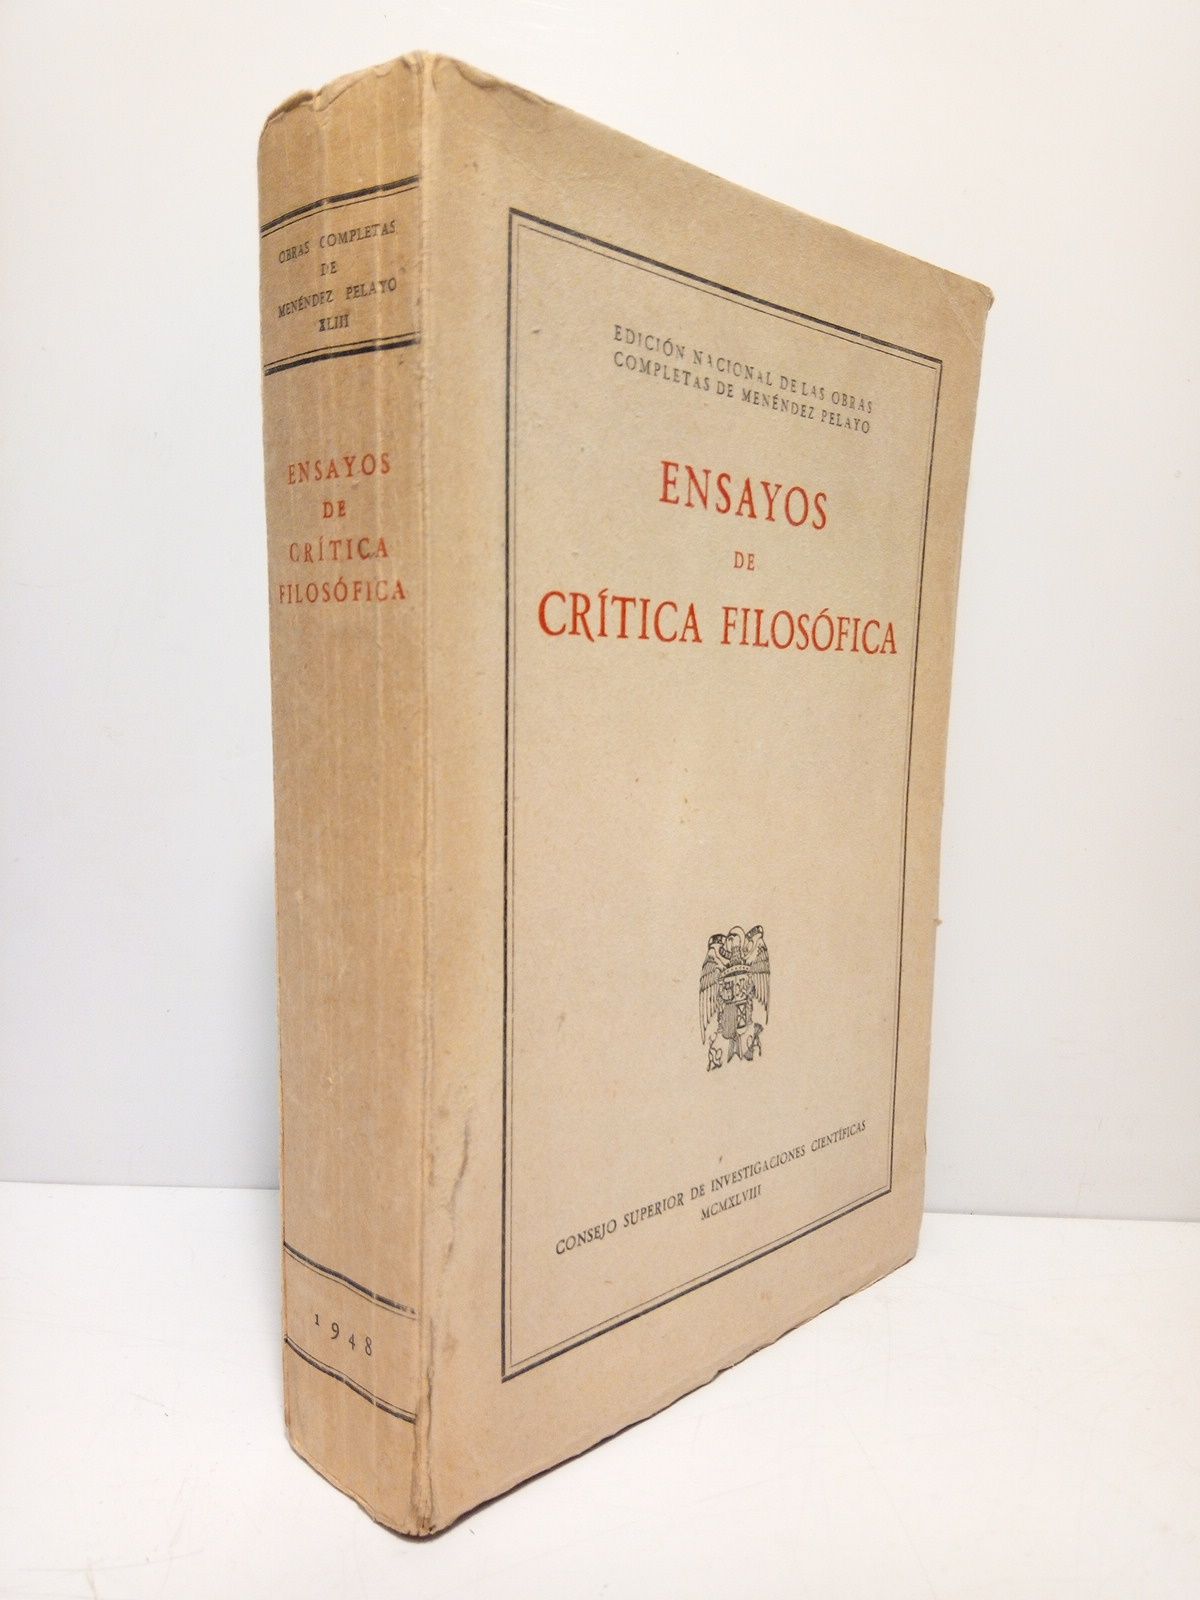 OBRAS COMPLETAS
DE
MENÉNDEZ PELAYO
XLIII
ENSAYOS
DE
CRÍTICA
FILOSÓFICA
1948
EDICIÓN NACIONAL DE LAS OBRAS
COMPLETAS DE MENÉNDEZ PELAYO
ENSAYOS
DE
CRÍTICA FILOSÓFICA
CONSEJO SUPERIOR DE INVESTIGACIONES CIENTÍFICAS
MCMXLVIII